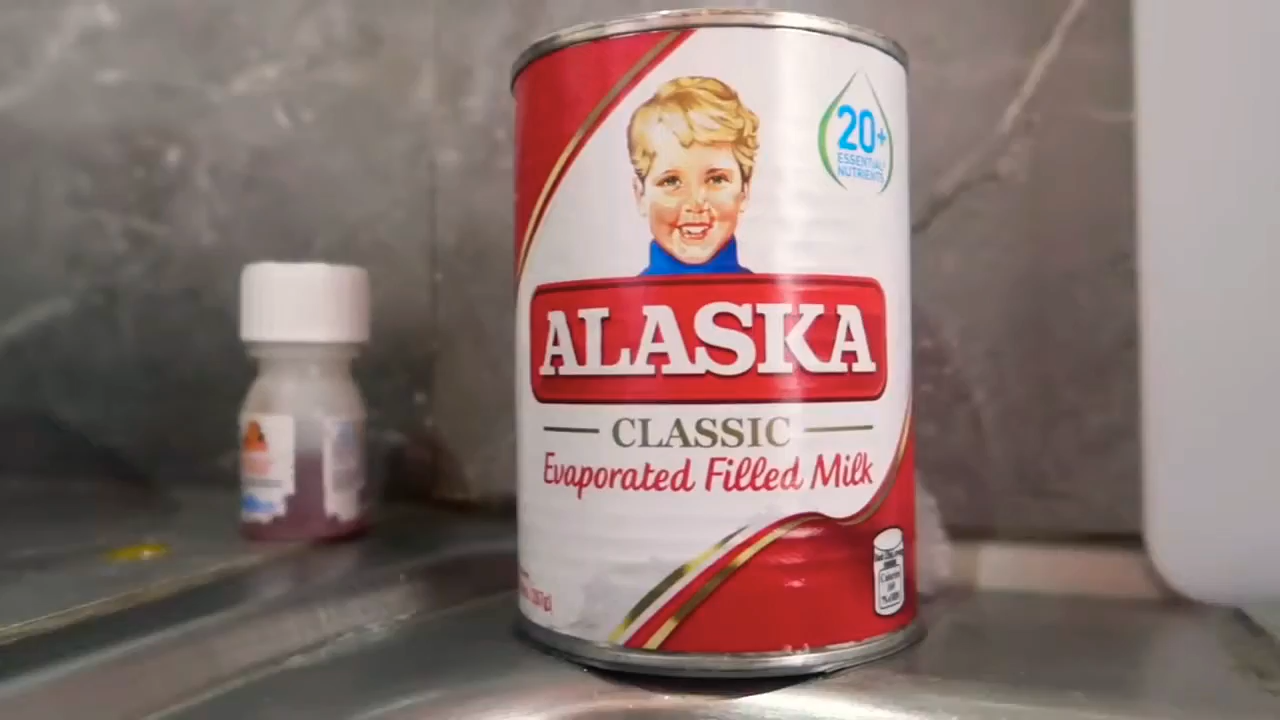 20+
ESSENTIAL
NUTRIENTS
ALASKA
CLASSIC
Evaporated Filled Milk